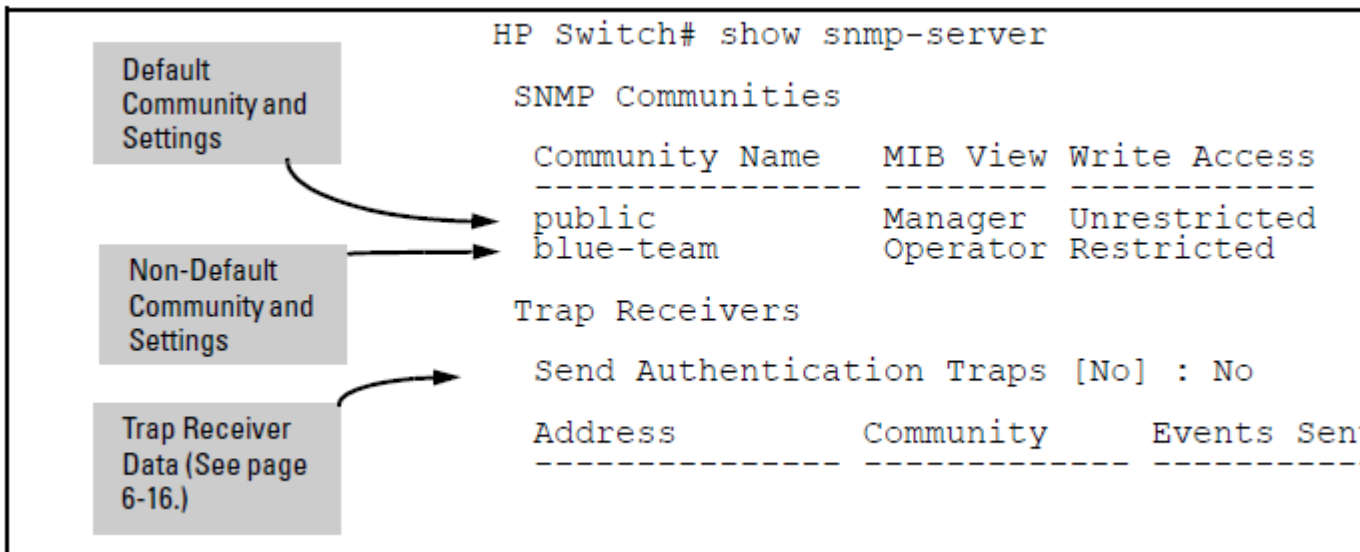 HP Switch# show snmp-server
Default
Community and
Settings
SNMP Communities
Community Name MIB View Write Access
---------------- -------- ------------
public Manager Unrestricted
blue-team Operator Restricted
Non-Default
Community and
Settings
Trap Receivers
Send Authentication Traps [No] : No
Trap Receiver
Data (See page
6-16.)
Address Community Events
--------------- ------------- -----------